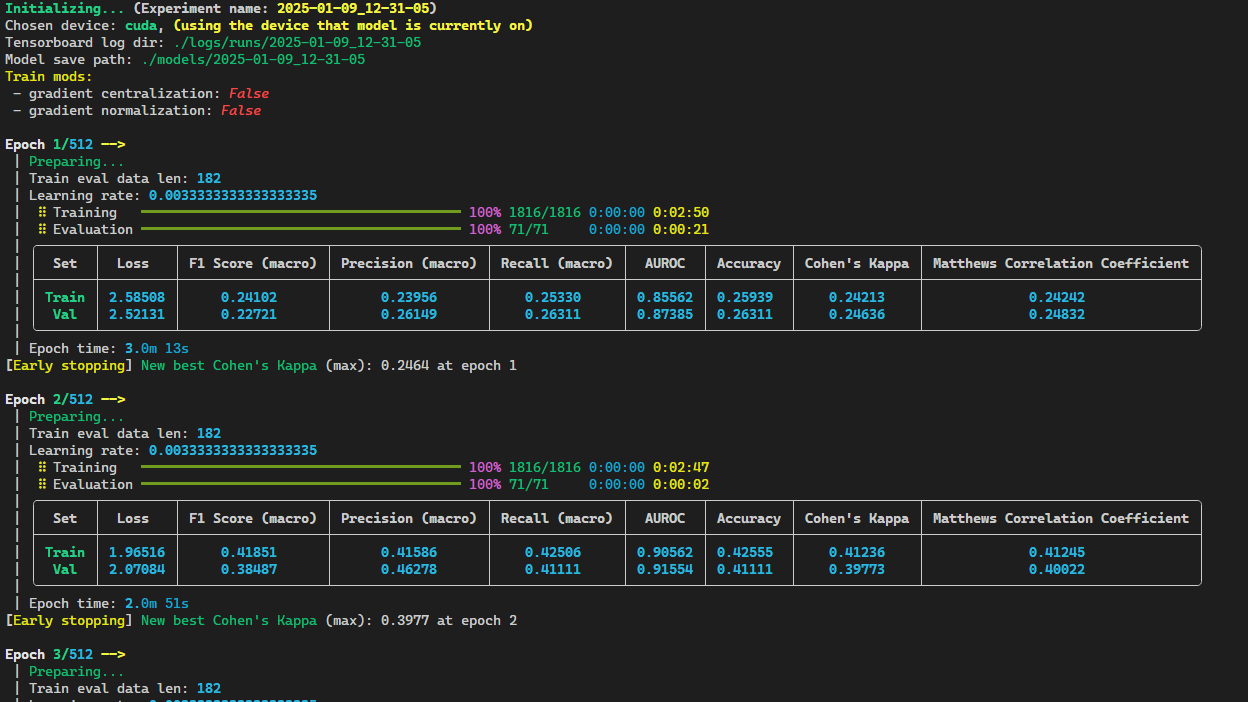 Initializing... (Experiment name: 2025-01-09_12-31-05)
Chosen device: cuda, (using the device that model is currently on)
Tensorboard log dir: ./logs/runs/2025-01-09_12-31-05
Model save path: ./models/2025-01-09_12-31-05
Train mods:
– gradient centralization: False
– gradient normalization: False
Epoch 1/512 —->
| Preparing...
| Train eval data len: 182
| Learning rate: 0.0033333333333333335
| ⠿ Training 100% 1816/1816 0:00:00 0:02:50
| ⠿ Evaluation 100% 71/71 0:00:00 0:00:21
Set Loss F1 Score (macro) Precision (macro) Recall (macro) AUROC Accuracy Cohen's Kappa Matthews Correlation Coefficient
Train 2.58508 0.24102 0.23956 0.25330 0.85562 0.25939 0.24213 0.24242
Val 2.52131 0.22721 0.26149 0.26311 0.87385 0.26311 0.24636 0.24832
| Epoch time: 3.0m 13s
[Early stopping] New best Cohen's Kappa (max): 0.2464 at epoch 1
Epoch 2/512 —->
| Preparing...
| Train eval data len: 182
| Learning rate: 0.0033333333333333335
| ⠿ Training 100% 1816/1816 0:00:00 0:02:47
| ⠿ Evaluation 100% 71/71 0:00:00 0:00:02
Set Loss F1 Score (macro) Precision (macro) Recall (macro) AUROC Accuracy Cohen's Kappa Matthews Correlation Coefficient
Train 1.96516 0.41851 0.41586 0.42506 0.90562 0.42555 0.41236 0.41245
Val 2.07084 0.38487 0.46278 0.41111 0.91554 0.41111 0.39773 0.40022
| Epoch time: 2.0m 51s
[Early stopping] New best Cohen's Kappa (max): 0.3977 at epoch 2
Epoch 3/512 —->
| Preparing...
| Train eval data len: 182